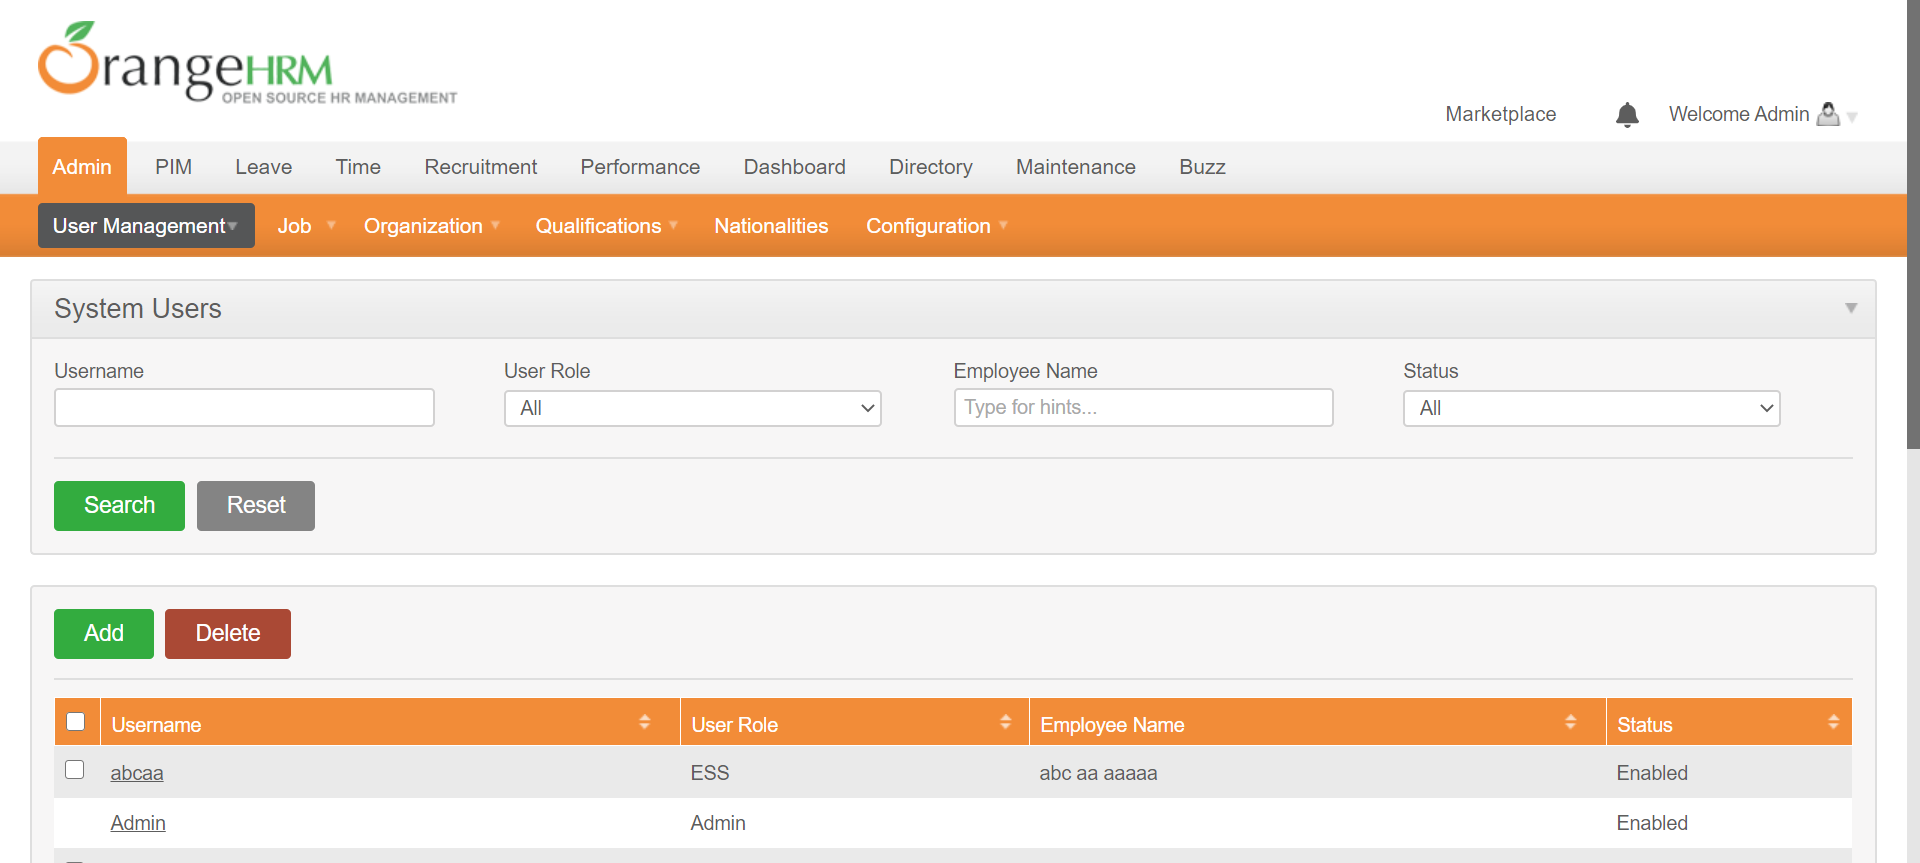 OrangeHRM
OPEN SOURCE HR MANAGEMENT
Marketplace Welcome Admin
Admin PIM Leave Time Recruitment Performance Dashboard Directory Maintenance Buzz
User Management Job Organization Qualifications Nationalities Configuration
System Users
Username User Role Employee Name Status
All Type for hints... All
Search Reset
Add Delete
Username User Role Employee Name Status
abcaa ESS abc aa aaaaa Enabled
Admin Admin Enabled